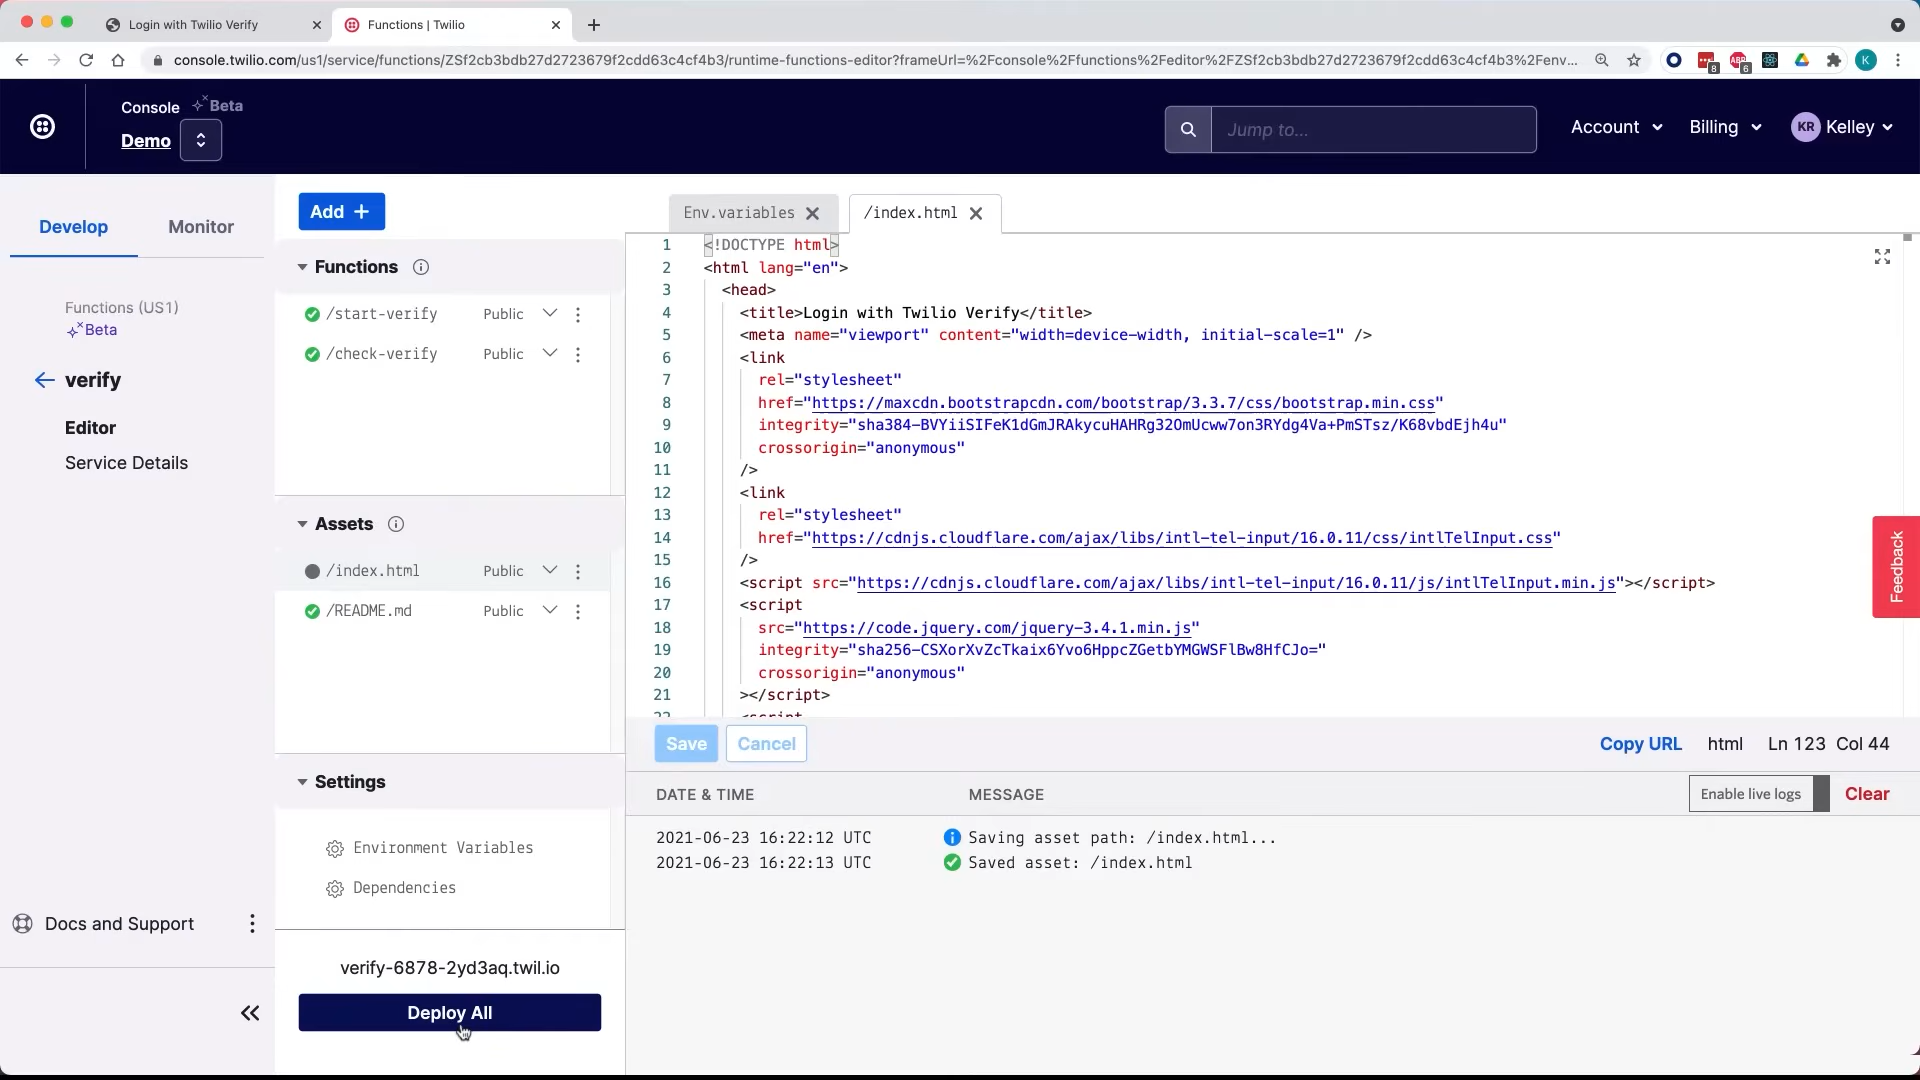 Login with Twilio Verify
Functions | Twilio
console.twilio.com/us1/service/functions/ZSf2cb3bdb27d2723679f2cdd63c4cf4b3/runtime-functions-editor?frameUrl=%2Fconsole%2Ffunctions%2Feditor%2FZSf2cb3bdb27d2723679f2cdd63c4cf4b3%2Fenv...
8
ABP
6
K
Console Beta
Demo
Jump to...
Account
Billing
KR Kelley
Develop
Monitor
Functions (US1)
Beta
verify
Editor
Service Details
Docs and Support
Add +
Functions
/start-verify Public
/check-verify Public
Assets
/index.html Public
/README.md Public
Settings
Environment Variables
Dependencies
verify-6878-2yd3aq.twil.io
Deploy All
Env.variables
/index.html
1 <!DOCTYPE html>
2 <html lang="en">
3 <head>
4 <title>Login with Twilio Verify</title>
5 <meta name="viewport" content="width=device-width, initial-scale=1" />
6 <link
7 rel="stylesheet"
8 href="https://maxcdn.bootstrapcdn.com/bootstrap/3.3.7/css/bootstrap.min.css"
9 integrity="sha384-BVYiiSIFeK1dGmJRAkycuHAHRg32OmUcww7on3RYdg4Va+PmSTsz/K68vbdEjh4u"
10 crossorigin="anonymous"
11 />
12 <link
13 rel="stylesheet"
14 href="https://cdnjs.cloudflare.com/ajax/libs/intl-tel-input/16.0.11/css/intlTelInput.css"
15 />
16 <script src="https://cdnjs.cloudflare.com/ajax/libs/intl-tel-input/16.0.11/js/intlTelInput.min.js"></script>
17 <script
18 src="https://code.jquery.com/jquery-3.4.1.min.js"
19 integrity="sha256-CSXorXvZcTkaix6Yvo6HppcZGetbYMGWSFlBw8HfCJo="
20 crossorigin="anonymous"
21 ></script>
22 <script
Feedback
Save
Cancel
Copy URL
html
Ln 123 Col 44
DATE & TIME
MESSAGE
Enable live logs
Clear
2021-06-23 16:22:12 UTC Saving asset path: /index.html...
2021-06-23 16:22:13 UTC Saved asset: /index.html